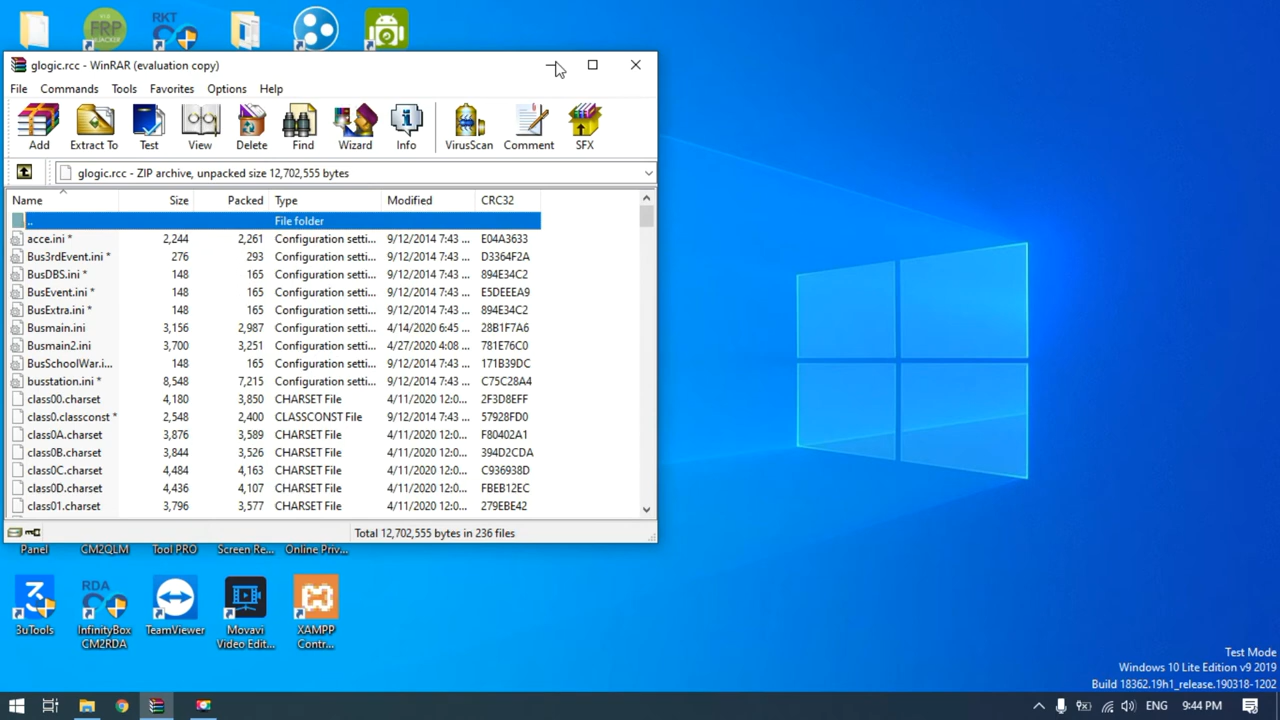 FRP
RKT
glogic.rcc - WinRAR (evaluation copy)
File Commands Tools Favorites Options Help
Add Extract To Test View Delete Find Wizard Info VirusScan Comment SFX
glogic.rcc - ZIP archive, unpacked size 12,702,555 bytes
Name Size Packed Type Modified CRC32
.. File folder
acce.ini * 2,244 2,261 Configuration setti... 9/12/2014 7:43 ... E04A3633
Bus3rdEvent.ini * 276 293 Configuration setti... 9/12/2014 7:43 ... D3364F2A
BusDBS.ini * 148 165 Configuration setti... 9/12/2014 7:43 ... 894E34C2
BusEvent.ini * 148 165 Configuration setti... 9/12/2014 7:43 ... E5DEEEA9
BusExtra.ini * 148 165 Configuration setti... 9/12/2014 7:43 ... 894E34C2
Busmain.ini 3,156 2,987 Configuration setti... 4/14/2020 6:45 ... 28B1F7A6
Busmain2.ini 3,700 3,251 Configuration setti... 4/27/2020 4:08 ... 781E76C0
BusSchoolWar.i... 148 165 Configuration setti... 9/12/2014 7:43 ... 171B39DC
busstation.ini * 8,548 7,215 Configuration setti... 9/12/2014 7:43 ... C75C28A4
class00.charset 4,180 3,850 CHARSET File 4/11/2020 12:0... 2F3D8EFF
class0.classconst * 2,548 2,400 CLASSCONST File 9/12/2014 7:43 ... 57928FD0
class0A.charset 3,876 3,589 CHARSET File 4/11/2020 12:0... F80402A1
class0B.charset 3,844 3,526 CHARSET File 4/11/2020 12:0... 394D2CDA
class0C.charset 4,484 4,163 CHARSET File 4/11/2020 12:0... C936938D
class0D.charset 4,436 4,107 CHARSET File 4/11/2020 12:0... FBEB12EC
class01.charset 3,796 3,577 CHARSET File 4/11/2020 12:0... 279EBE42
Total 12,702,555 bytes in 236 files
Panel CM2QLM Tool PRO Screen Re... Online Priv...
RDA
3uTools InfinityBox CM2RDA TeamViewer Movavi Video Edit... XAMPP Contr...
Test Mode
Windows 10 Lite Edition v9 2019
Build 18362.19h1_release.190318-1202
ENG 9:44 PM